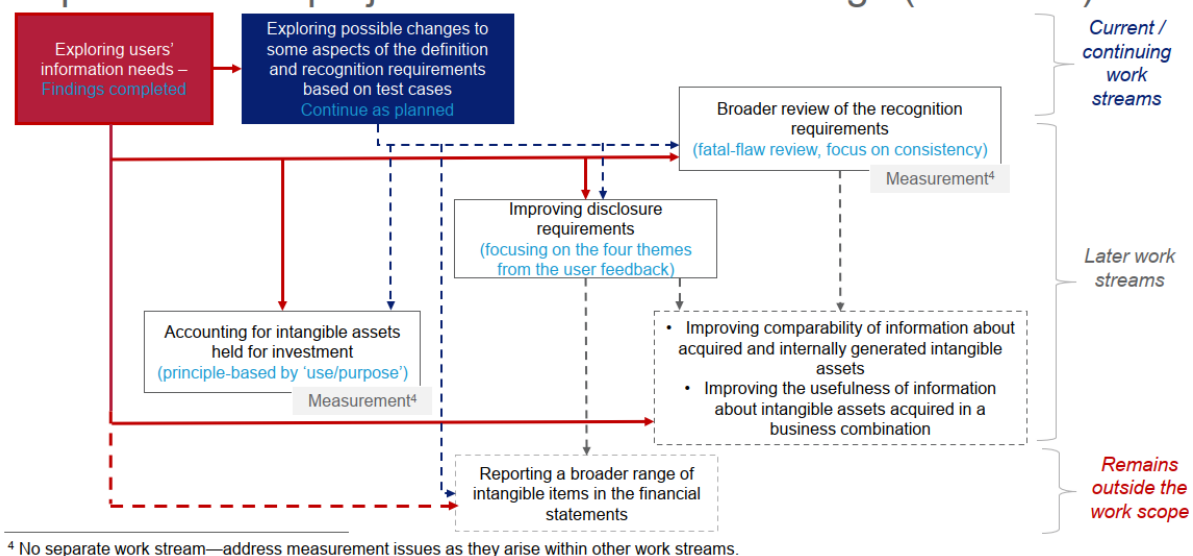 Exploring users’
information needs –
Findings completed
Exploring possible changes to
some aspects of the definition
and recognition requirements
based on test cases
Continue as planned
Current /
continuing
work
streams
Broader review of the recognition
requirements
(fatal-flaw review, focus on consistency)
Measurement⁴
Improving disclosure
requirements
(focusing on the four themes
from the user feedback)
Later work
streams
Accounting for intangible assets
held for investment
(principle-based by ‘use/purpose’)
Measurement⁴
• Improving comparability of information about
acquired and internally generated intangible
assets
• Improving the usefulness of information
about intangible assets acquired in a
business combination
Reporting a broader range of
intangible items in the financial
statements
Remains
outside the
work scope
⁴ No separate work stream—address measurement issues as they arise within other work streams.